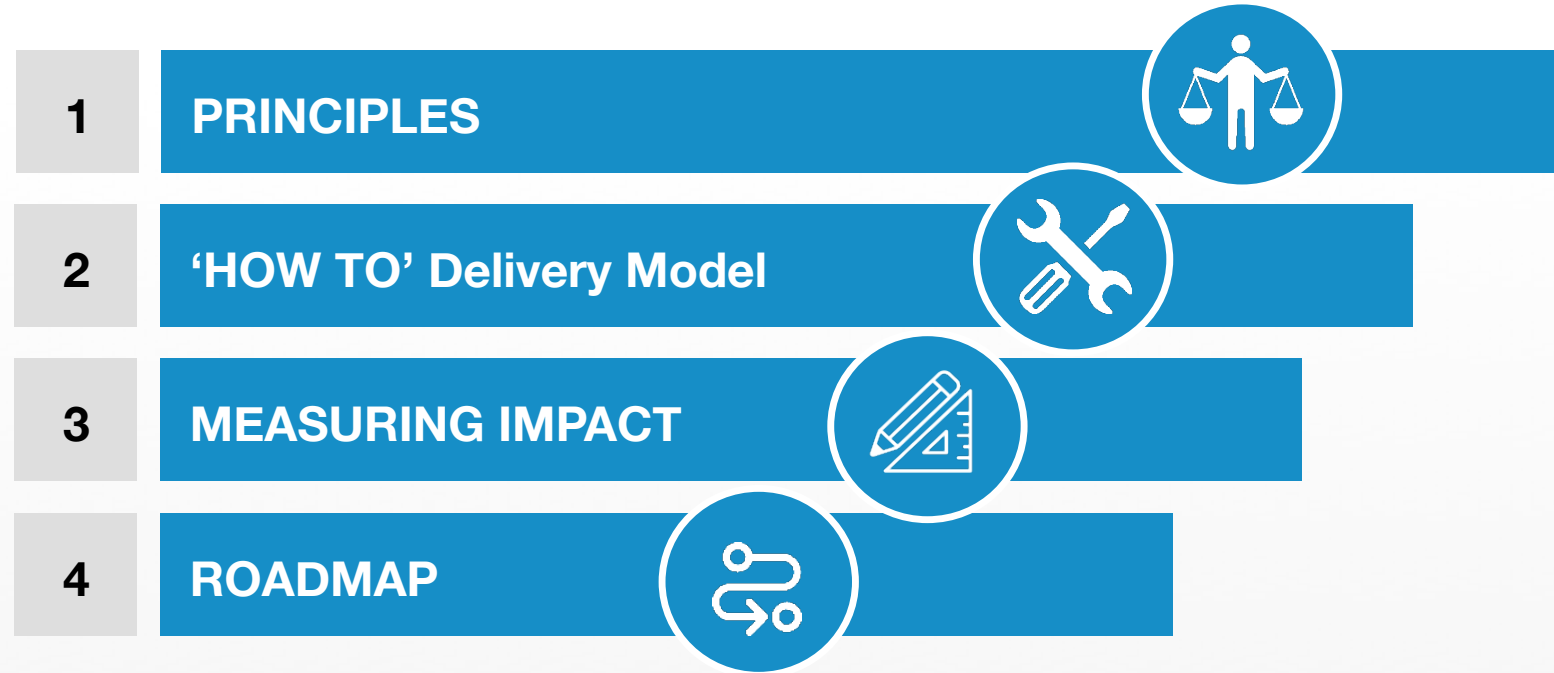 1 PRINCIPLES
2 ‘HOW TO’ Delivery Model
3 MEASURING IMPACT
4 ROADMAP